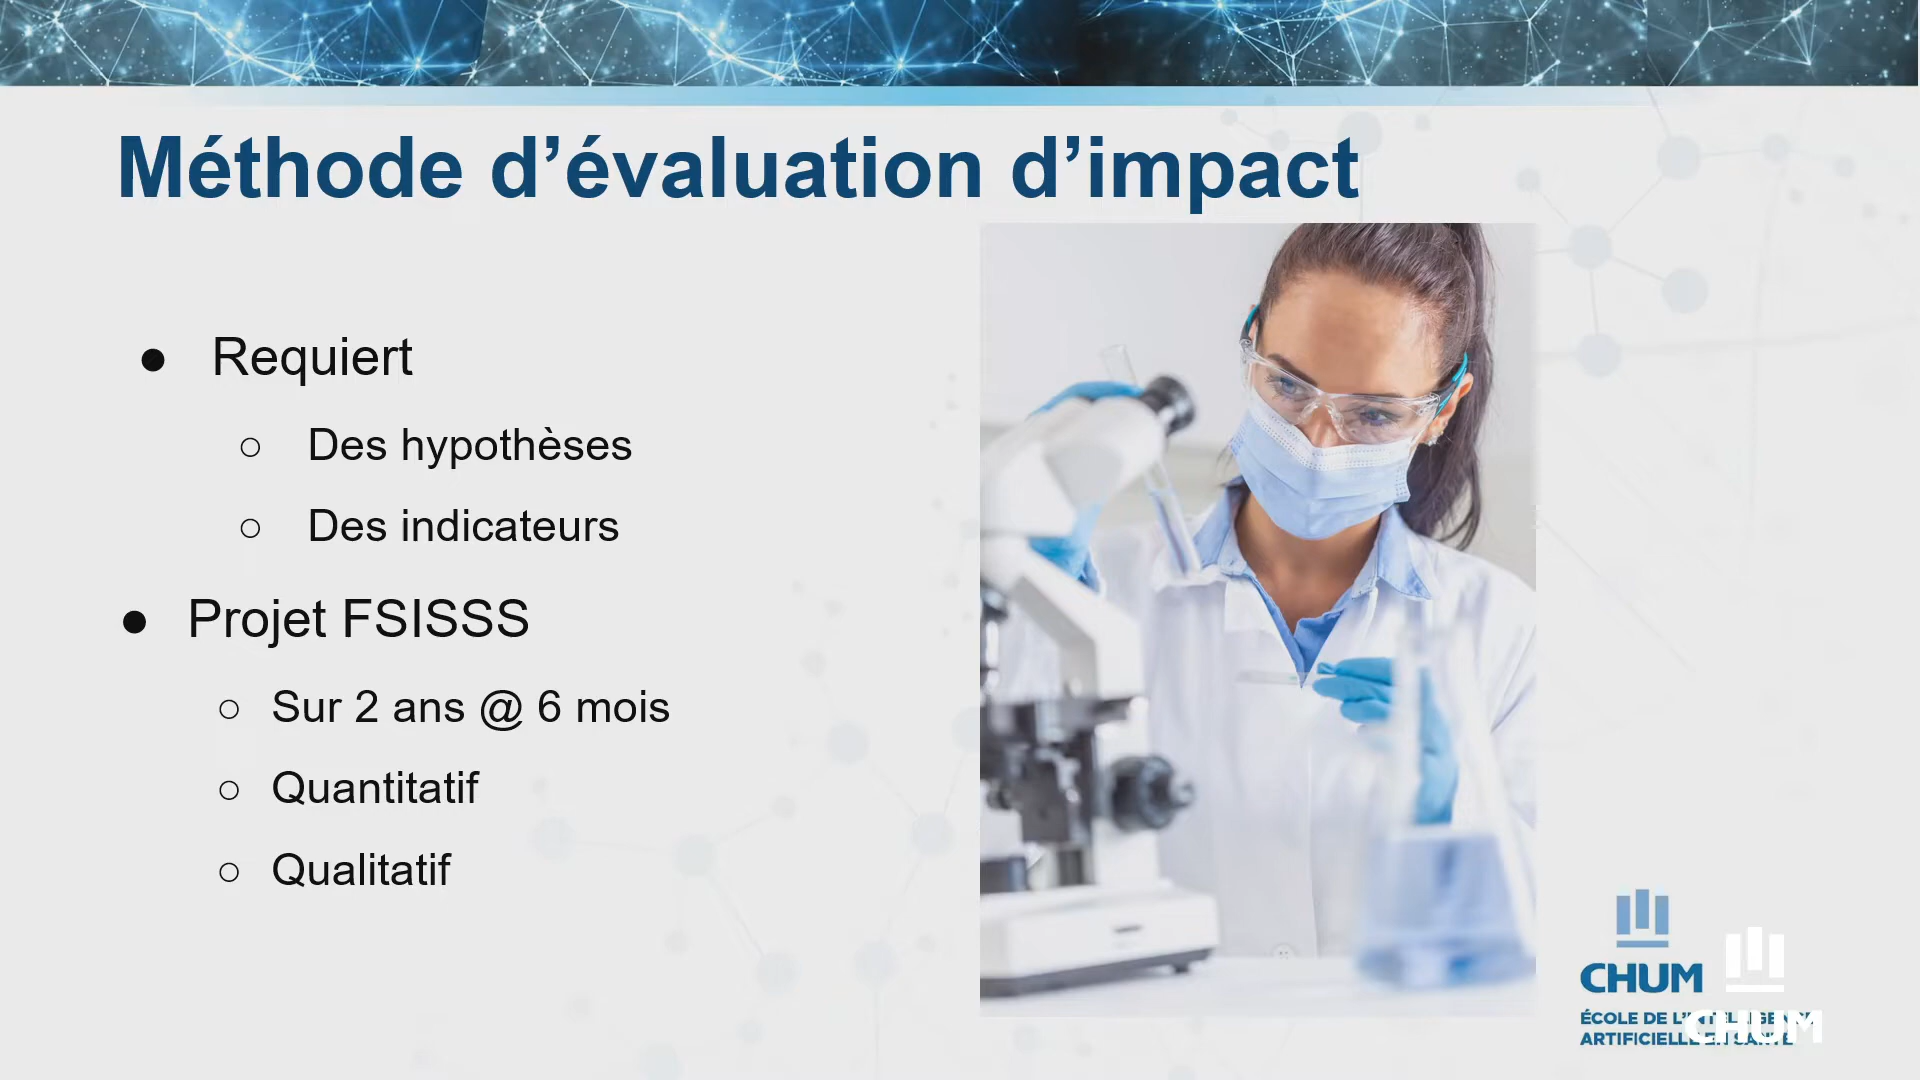 Méthode d’évaluation d’impact
● Requiert
○ Des hypothèses
○ Des indicateurs
● Projet FSISSS
○ Sur 2 ans @ 6 mois
○ Quantitatif
○ Qualitatif
CHUM
ÉCOLE DE L'INTELLIGENCE
ARTIFICIELLE EN SANTÉ
CHUM